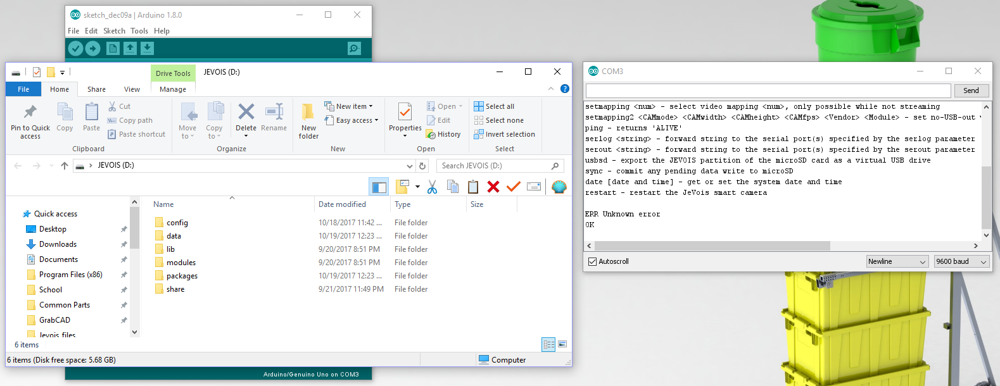 sketch_dec09a | Arduino 1.8.0
File Edit Sketch Tools Help
Drive Tools
JEVOIS (D:)
File Home Share View Manage
Pin to Quick access
Copy
Paste
Cut
Copy path
Paste shortcut
Clipboard
Move to
Copy to
Delete
Rename
Organize
New folder
New item
Easy access
New
Properties
Open
Edit
History
Open
Select all
Select none
Invert selection
Select
JEVOIS (D:)
Search JEVOIS (D:)
Quick access
Desktop
Downloads
Documents
Program Files (x86)
School
Common Parts
GrabCAD
Jevois files
Name Date modified Type Size
config 10/18/2017 11:42 ... File folder
data 10/19/2017 12:23 ... File folder
lib 9/20/2017 8:51 PM File folder
modules 9/20/2017 8:51 PM File folder
packages 10/19/2017 12:23 ... File folder
share 9/21/2017 11:49 PM File folder
6 items
6 items (Disk free space: 5.68 GB)
Computer
Arduino/Genuino Uno on COM3
COM3
Send
setmapping <num> - select video mapping <num>, only possible while not streaming
setmapping2 <CAMmode> <CAMwidth> <CAMheight> <CAMfps> <Vendor> <Module> - set no-USB-out
ping - returns 'ALIVE'
serlog <string> - forward string to the serial port(s) specified by the serlog parameter
serout <string> - forward string to the serial port(s) specified by the serout parameter
usbsd - export the JEVOIS partition of the microSD card as a virtual USB drive
sync - commit any pending data write to microSD
date [date and time] - get or set the system date and time
restart - restart the JeVois smart camera
ERR Unknown error
OK
Autoscroll
Newline
9600 baud